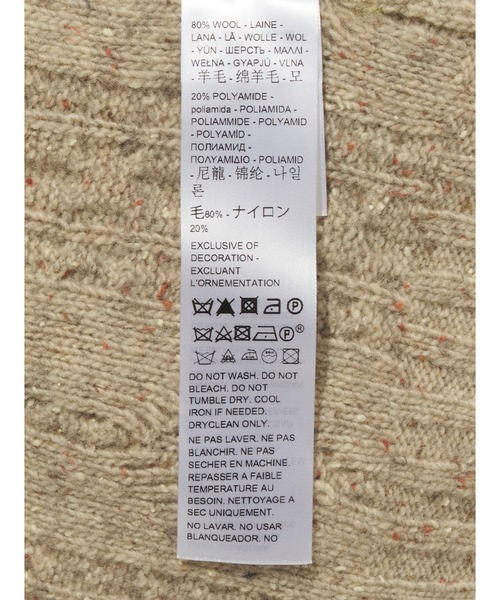 80% WOOL - LAINE -
LANA - LÃ - WOLLE - WOL
- YÜN - ШЕРСТЬ - ΜΑΛΛΙ -
WEŁNA - GYAPJÚ - VLNA
- 羊毛 - 绵羊毛 - 모
20% POLYAMIDE -
poliamida - POLIAMIDA -
POLIAMMIDE - POLYAMID
- POLYAMİD -
ПОЛИАМИД -
ΠΟΛΥΑΜΙΔΙΟ - POLIAMID
- 尼龍 - 锦纶 - 나일
론
毛80% - ナイロン
20%
EXCLUSIVE OF
DECORATION -
EXCLUANT
L'ORNEMENTATION
P
P®
DO NOT WASH. DO NOT
BLEACH. DO NOT
TUMBLE DRY. COOL
IRON IF NEEDED.
DRYCLEAN ONLY.
NE PAS LAVER. NE PAS
BLANCHIR. NE PAS
SECHER EN MACHINE.
REPASSER A FAIBLE
TEMPERATURE AU
BESOIN. NETTOYAGE A
SEC UNIQUEMENT.
NO LAVAR. NO USAR
BLANQUEADOR. NO